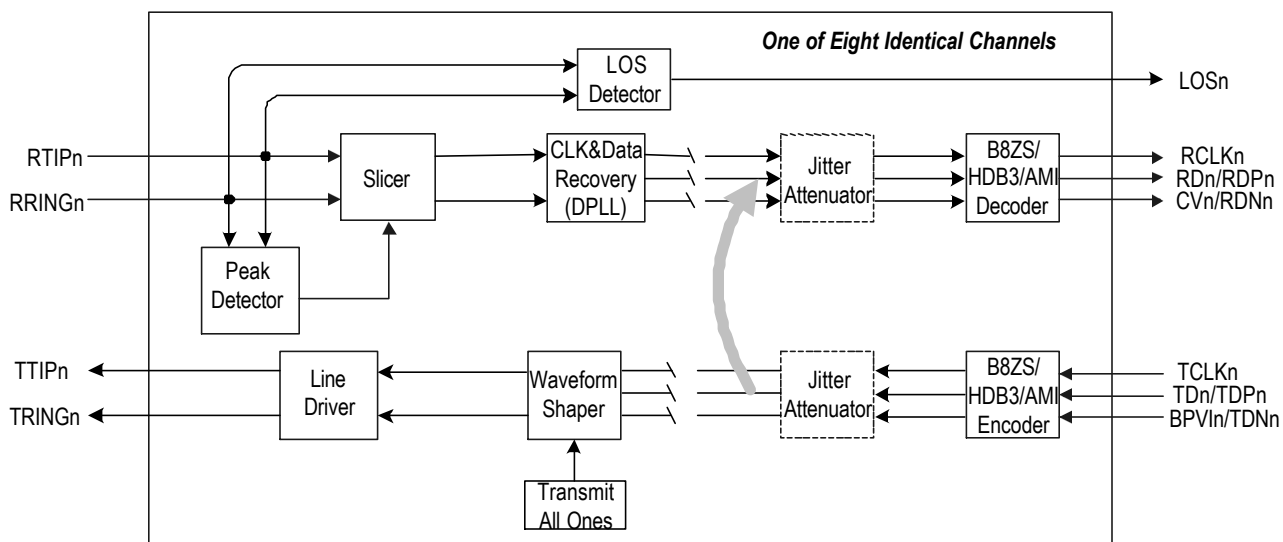 One of Eight Identical Channels
LOS
Detector
LOSn
RTIPn
RRINGn
Slicer
CLK&Data
Recovery
(DPLL)
Jitter
Attenuator
B8ZS/
HDB3/AMI
Decoder
RCLKn
RDn/RDPn
CVn/RDNn
Peak
Detector
TTIPn
TRINGn
Line
Driver
Waveform
Shaper
Jitter
Attenuator
B8ZS/
HDB3/AMI
Encoder
TCLKn
TDn/TDPn
BPVIn/TDNn
Transmit
All Ones